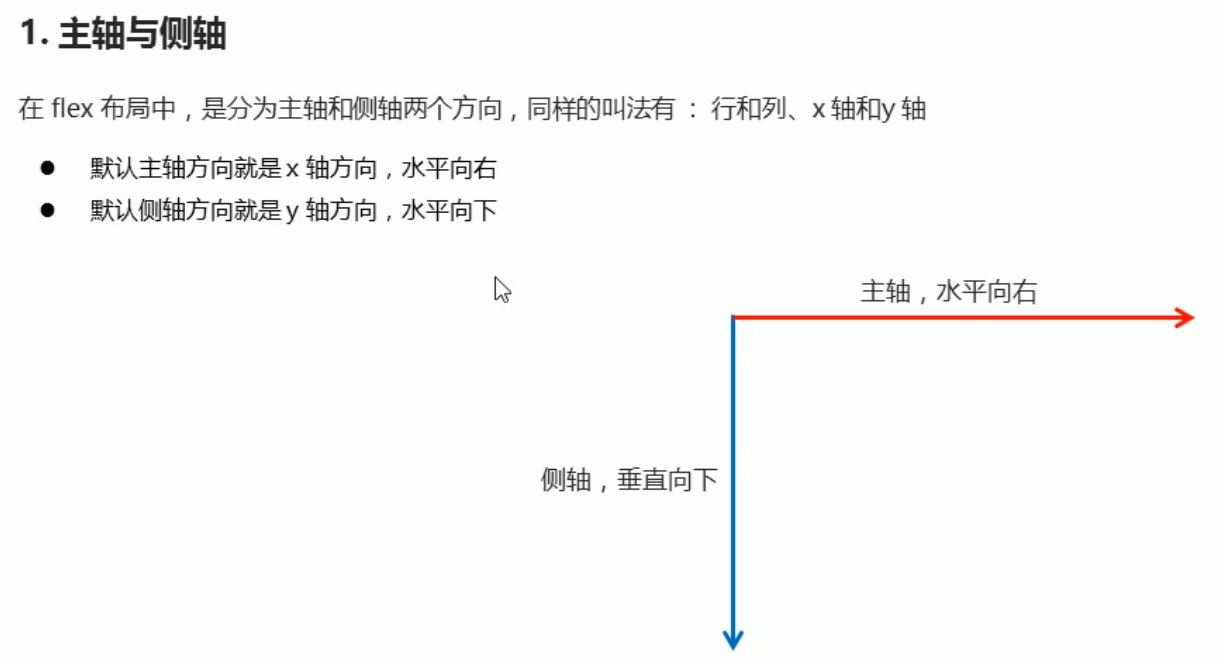 1. 主轴与侧轴
在 flex 布局中，是分为主轴和侧轴两个方向，同样的叫法有 ： 行和列、x 轴和y 轴
● 默认主轴方向就是 x 轴方向，水平向右
● 默认侧轴方向就是 y 轴方向，水平向下
主轴，水平向右
侧轴，垂直向下